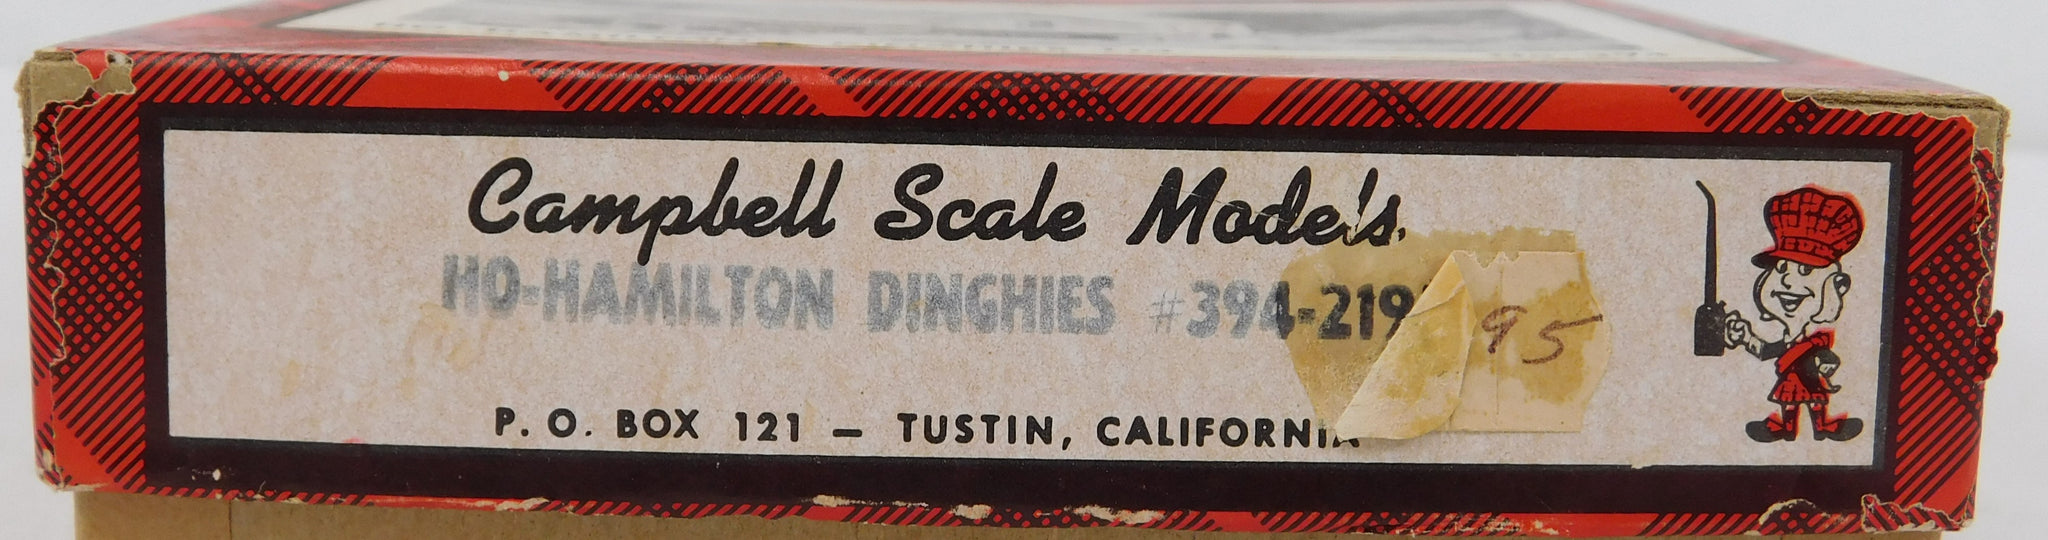 Campbell Scale Models
HO-HAMILTON DINGHIES #394-219
95
P. O. BOX 121 — TUSTIN, CALIFORNIA